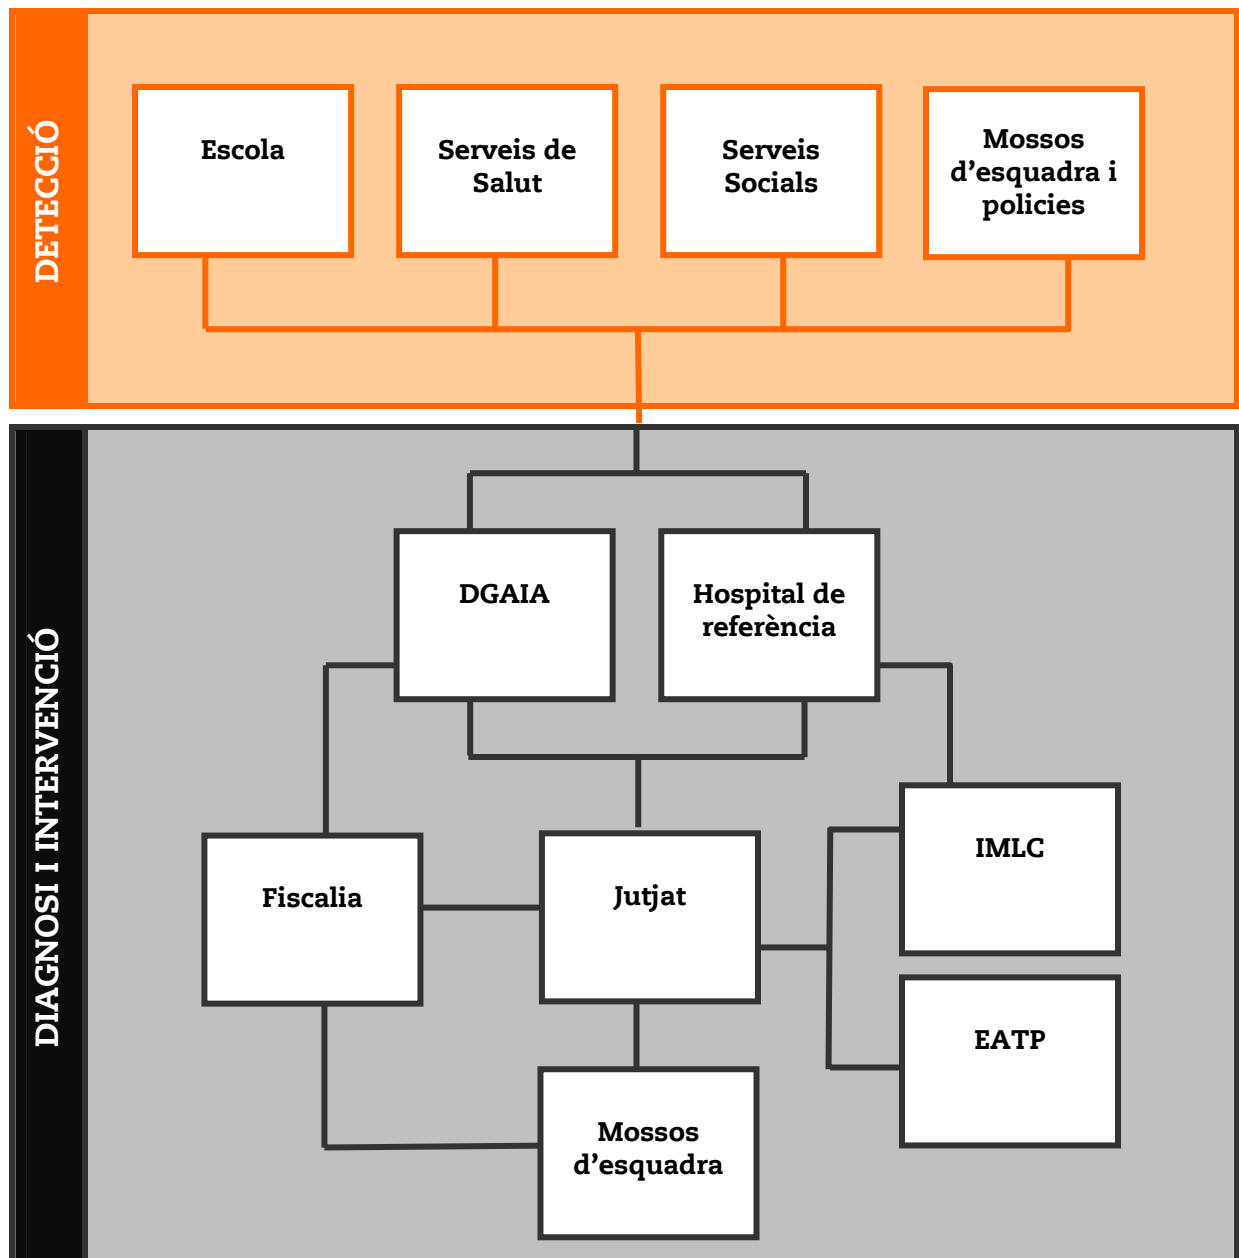 DETECCIÓ
Escola
Serveis de
Salut
Serveis
Socials
Mossos
d'esquadra i
policies
DIAGNOSI I INTERVENCIÓ
DGAIA
Hospital de
referència
Fiscalia
Jutjat
IMLC
EATP
Mossos
d'esquadra